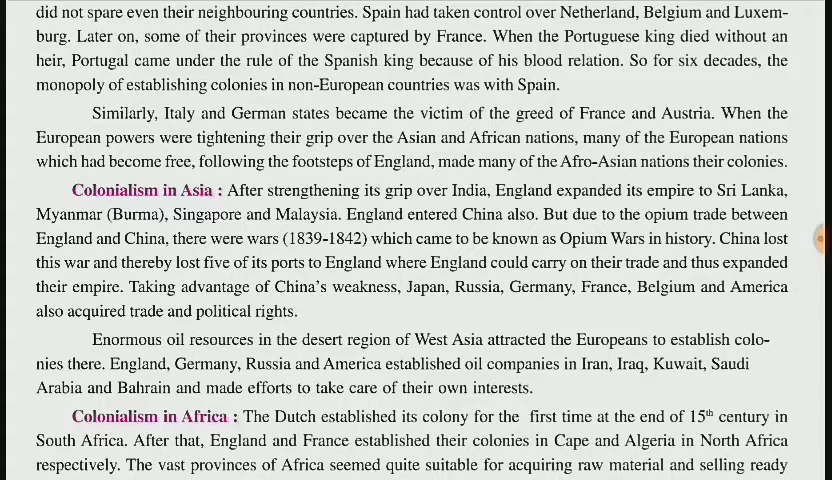 did not spare even their neighbouring countries. Spain had taken control over Netherland, Belgium and Luxem-
burg. Later on, some of their provinces were captured by France. When the Portuguese king died without an
heir, Portugal came under the rule of the Spanish king because of his blood relation. So for six decades, the
monopoly of establishing colonies in non-European countries was with Spain.
Similarly, Italy and German states became the victim of the greed of France and Austria. When the
European powers were tightening their grip over the Asian and African nations, many of the European nations
which had become free, following the footsteps of England, made many of the Afro-Asian nations their colonies.
Colonialism in Asia : After strengthening its grip over India, England expanded its empire to Sri Lanka,
Myanmar (Burma), Singapore and Malaysia. England entered China also. But due to the opium trade between
England and China, there were wars (1839-1842) which came to be known as Opium Wars in history. China lost
this war and thereby lost five of its ports to England where England could carry on their trade and thus expanded
their empire. Taking advantage of China's weakness, Japan, Russia, Germany, France, Belgium and America
also acquired trade and political rights.
Enormous oil resources in the desert region of West Asia attracted the Europeans to establish colo-
nies there. England, Germany, Russia and America established oil companies in Iran, Iraq, Kuwait, Saudi
Arabia and Bahrain and made efforts to take care of their own interests.
Colonialism in Africa : The Dutch established its colony for the first time at the end of 15th century in
South Africa. After that, England and France established their colonies in Cape and Algeria in North Africa
respectively. The vast provinces of Africa seemed quite suitable for acquiring raw material and selling ready